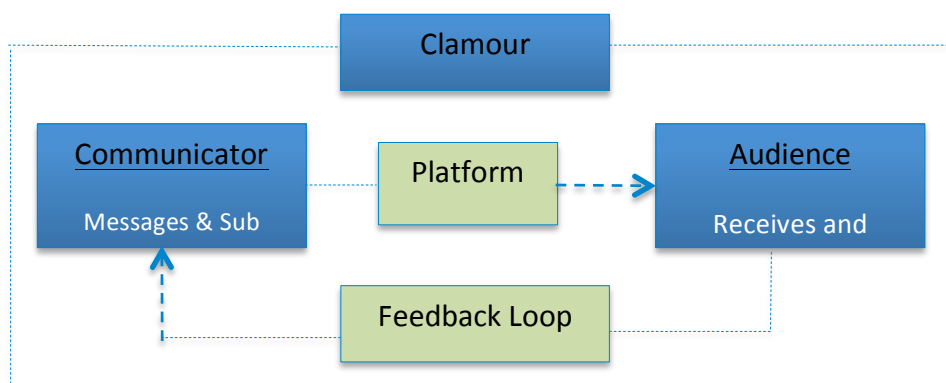 Clamour
Communicator
Messages & Sub
Platform
Audience
Receives and
Feedback Loop